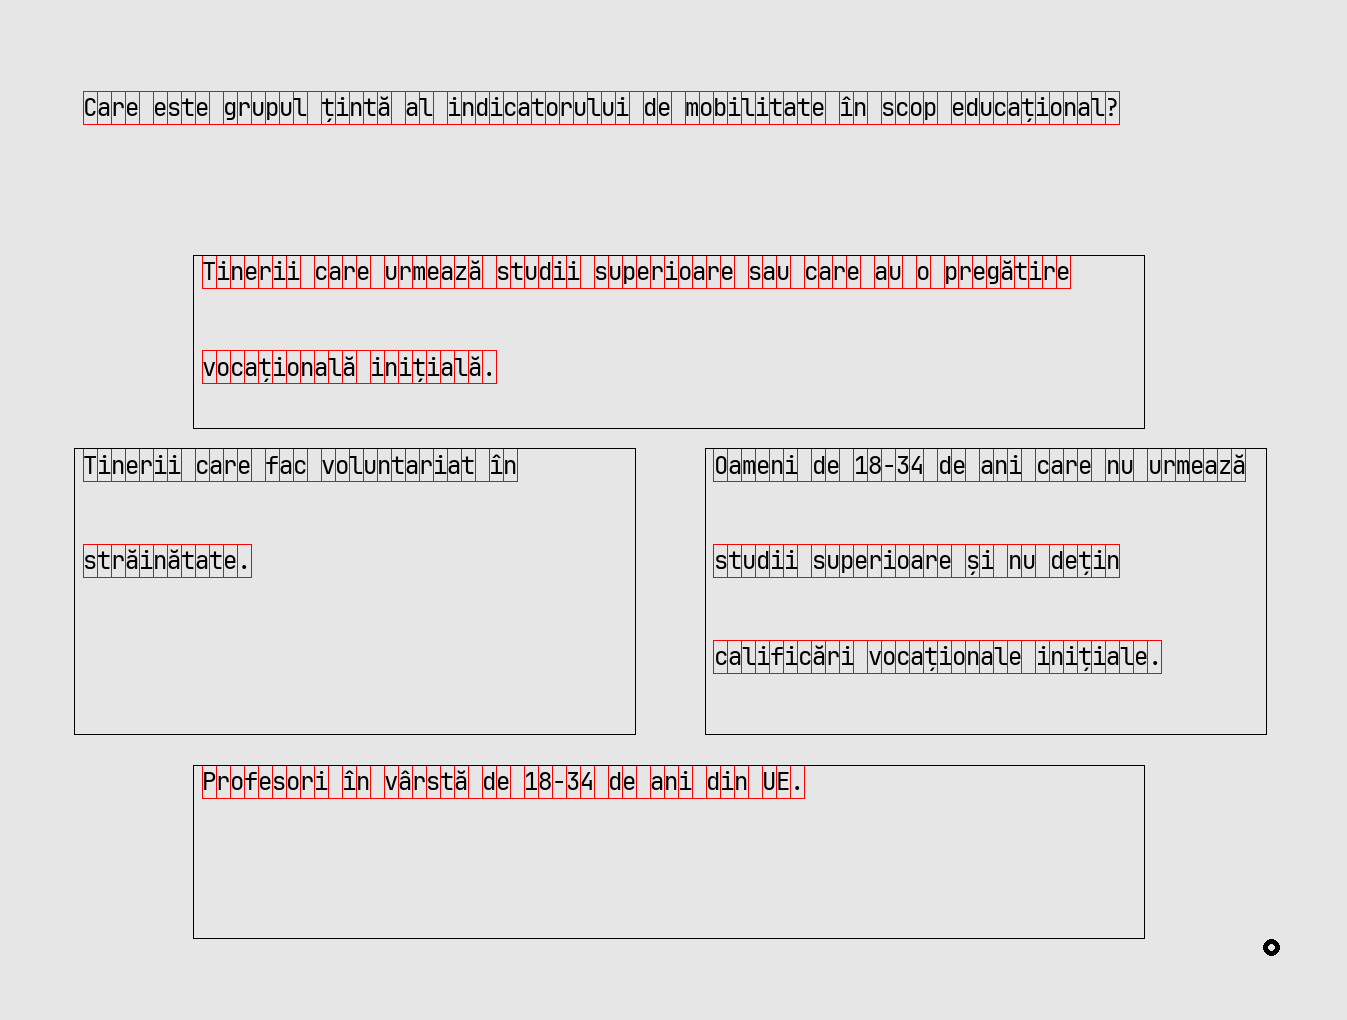 Care este grupul țintă al indicatorului de mobilitate în scop educațional?
Tinerii care urmează studii superioare sau care au o pregătire
vocațională inițială.
Tinerii care fac voluntariat în
străinătate.
Oameni de 18-34 de ani care nu urmează
studii superioare și nu dețin
calificări vocaționale inițiale.
Profesori în vârstă de 18-34 de ani din UE.